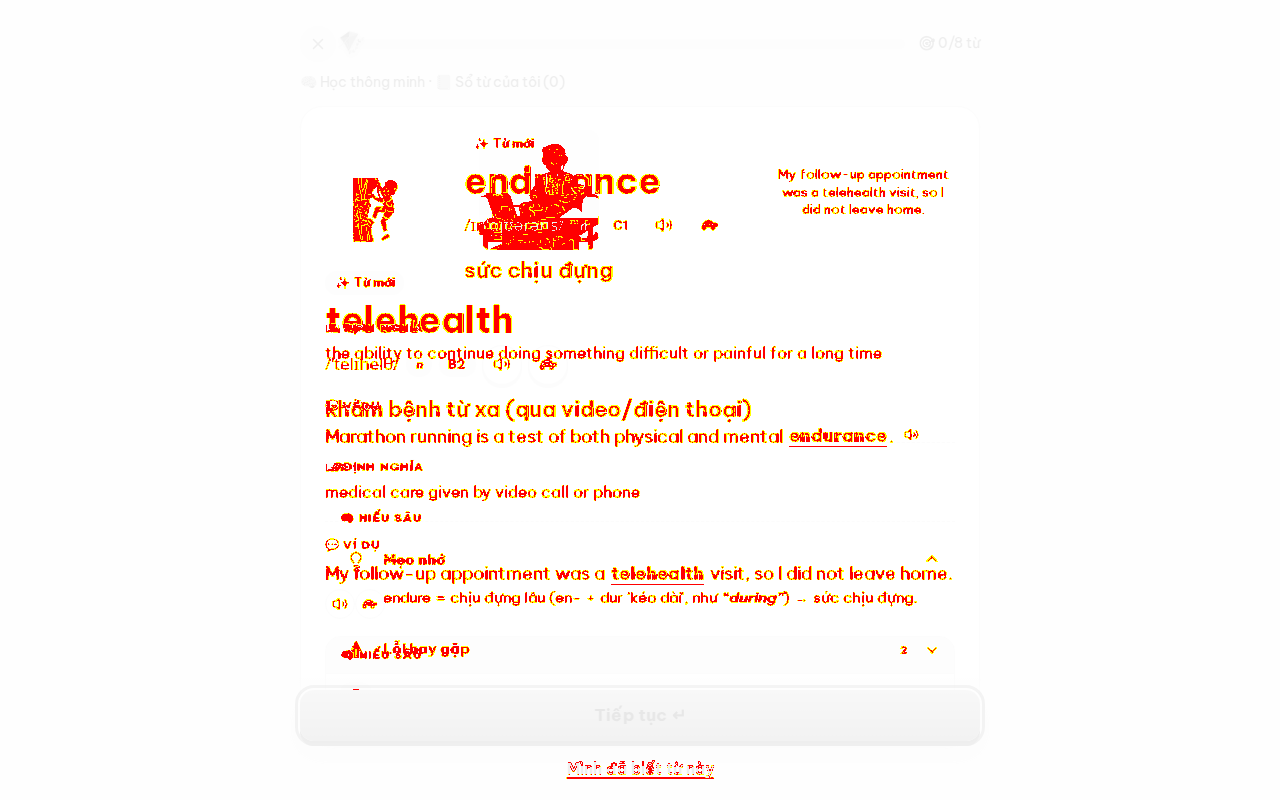 0/8 từ
Học thông minh · Sổ từ của tôi (0)
Từ mới
endurance
C1
sức chịu đựng
My follow-up appointment
was a telehealth visit, so I
did not leave home.
Từ mới
telehealth
the ability to continue doing something difficult or painful for a long time
B2
khám bệnh từ xa (qua video/điện thoại)
Marathon running is a test of both physical and mental endurance.
ĐỊNH NGHĨA
medical care given by video call or phone
HIỂU SÂU
VÍ DỤ
Mẹo nhớ
My follow-up appointment was a telehealth visit, so I did not leave home.
endure = chịu đựng lâu (en- + dur 'kéo dài', như "during")
sức chịu đựng.
Lỗi hay gặp
2
HIỂU SÂU
Tiếp tục ↵
Mình đã biết từ này